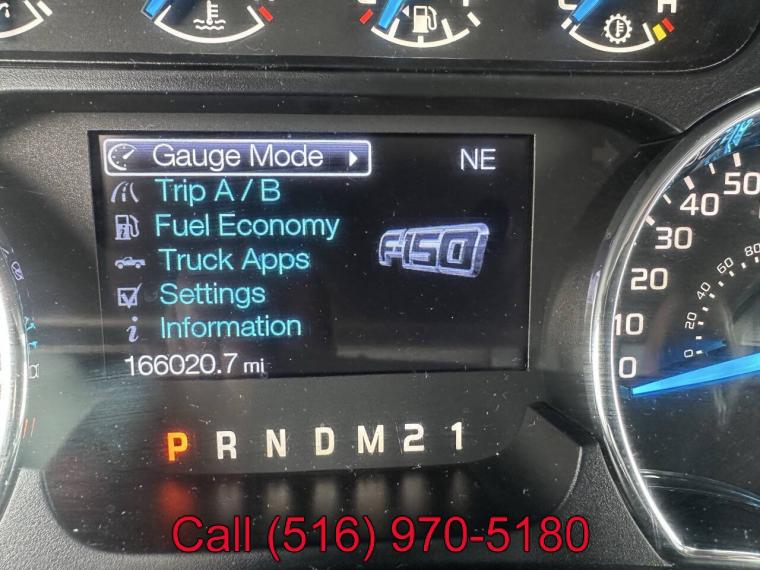 H
Gauge Mode
NE
Trip A / B
Fuel Economy
F-150
Truck Apps
Settings
Information
166020.7 mi
P R N D M 2 1
0 10 20 30 40 50
0 20 40 60 80
Call (516) 970-5180